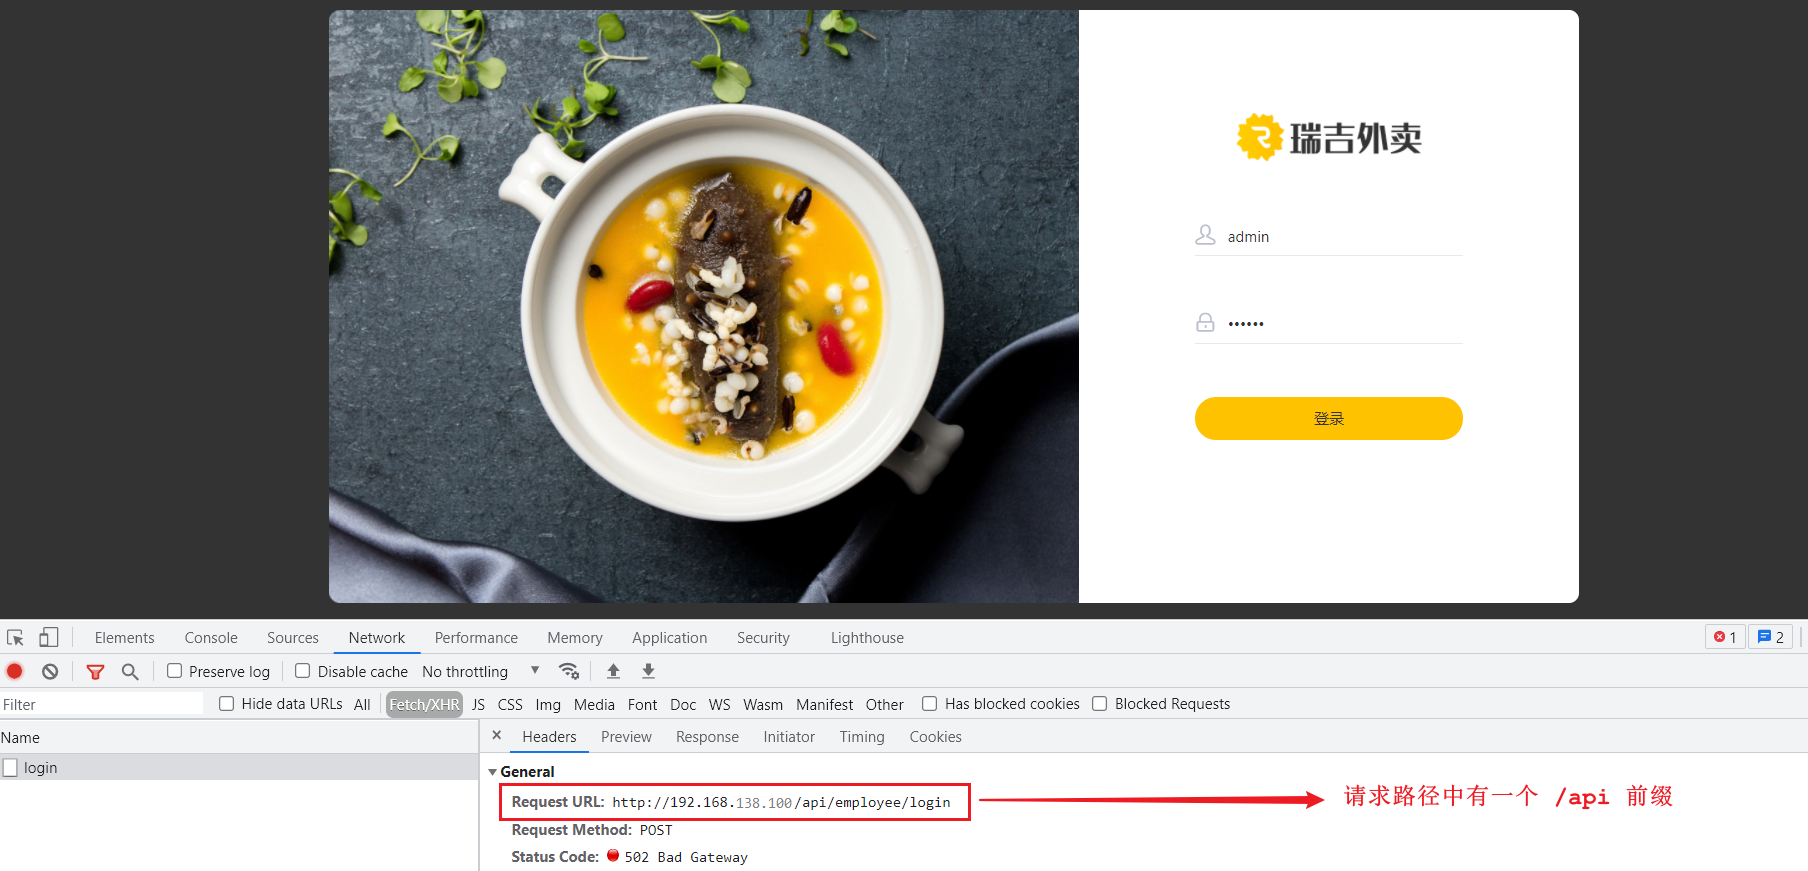 瑞吉外卖
admin
••••••
登录
Elements Console Sources Network Performance Memory Application Security Lighthouse 1 2
Preserve log Disable cache No throttling
Filter Hide data URLs All Fetch/XHR JS CSS Img Media Font Doc WS Wasm Manifest Other Has blocked cookies Blocked Requests
Name
× Headers Preview Response Initiator Timing Cookies
login
General
Request URL: http://192.168.138.100/api/employee/login
请求路径中有一个 /api 前缀
Request Method: POST
Status Code: 502 Bad Gateway